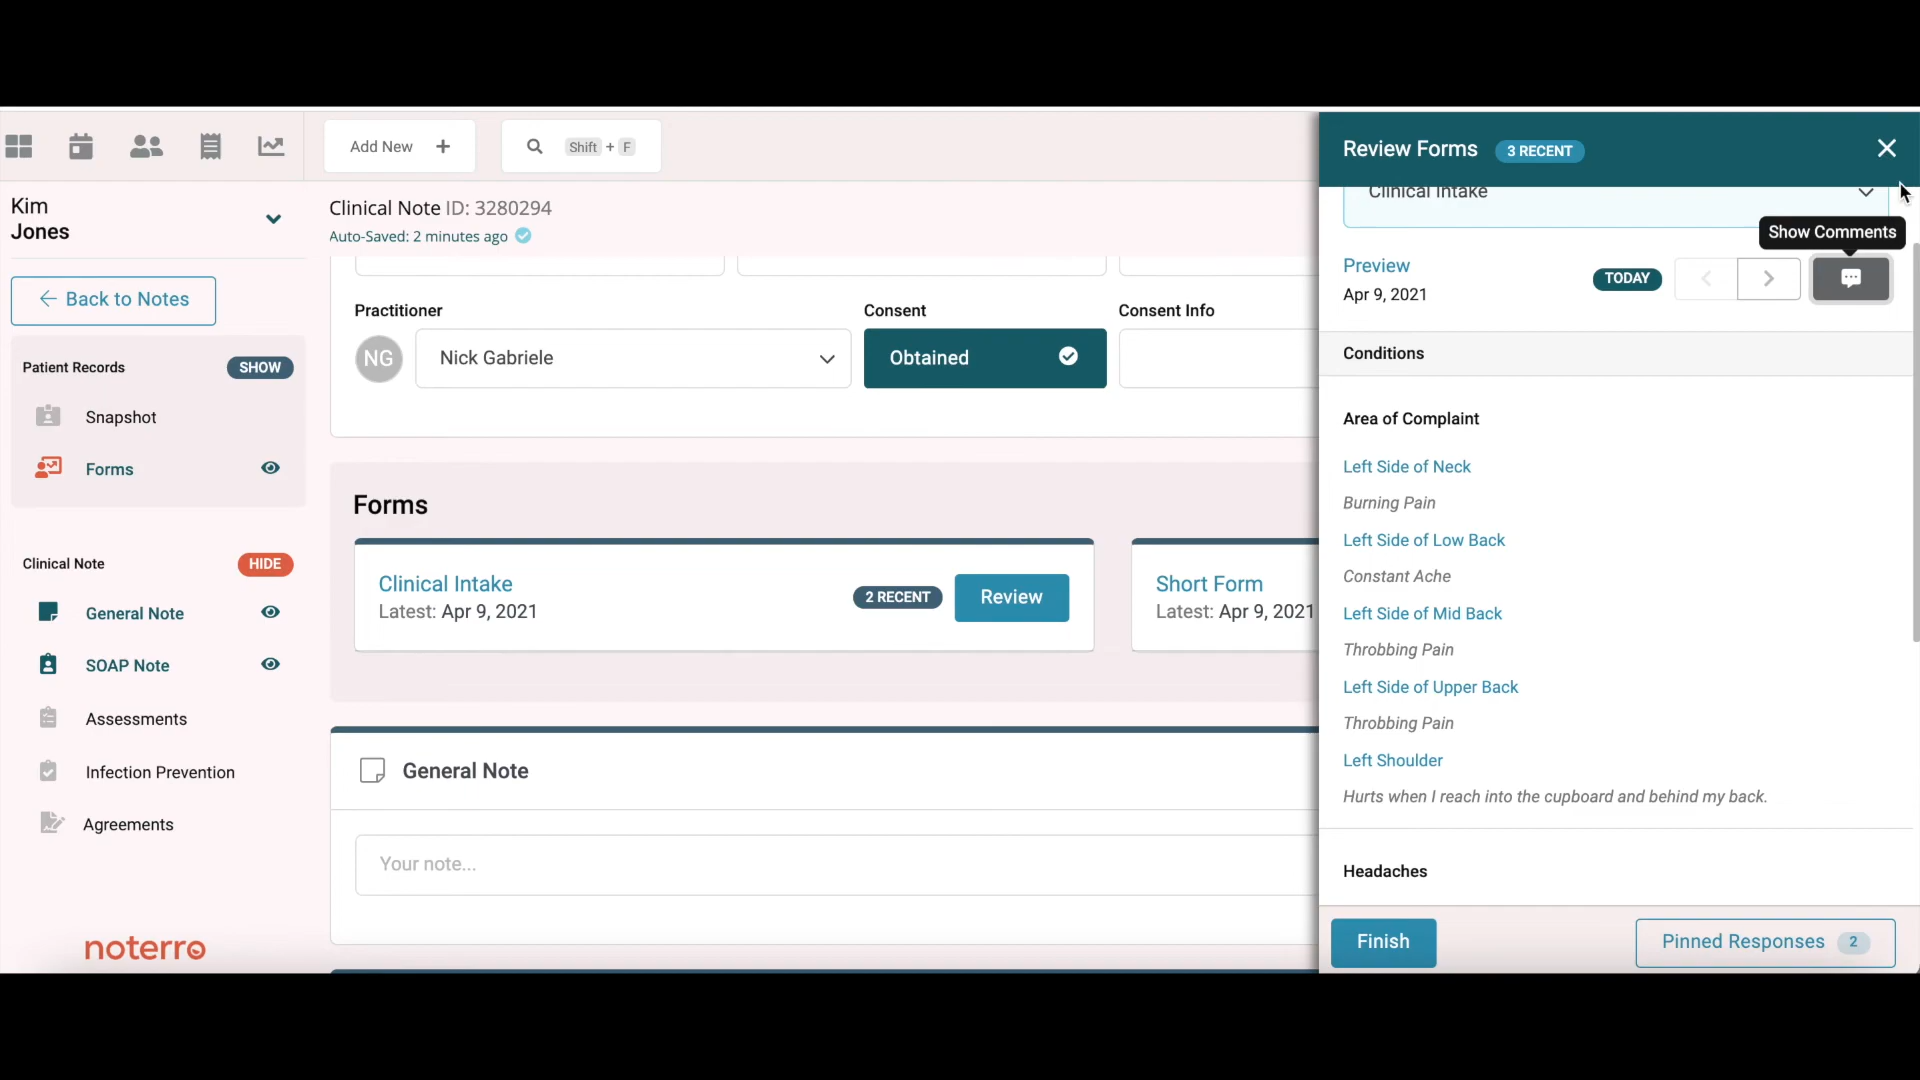 Add New +
Shift + F
Kim
Jones
Back to Notes
Patient Records SHOW
Snapshot
Forms
Clinical Note HIDE
General Note
SOAP Note
Assessments
Infection Prevention
Agreements
noterro
Clinical Note ID: 3280294
Auto-Saved: 2 minutes ago
Practitioner
NG Nick Gabriele
Consent
Obtained
Consent Info
Forms
Clinical Intake
Latest: Apr 9, 2021
2 RECENT
Review
Short Form
Latest: Apr 9, 2021
General Note
Your note...
Review Forms 3 RECENT
Clinical Intake
Show Comments
Preview
Apr 9, 2021
TODAY
Conditions
Area of Complaint
Left Side of Neck
Burning Pain
Left Side of Low Back
Constant Ache
Left Side of Mid Back
Throbbing Pain
Left Side of Upper Back
Throbbing Pain
Left Shoulder
Hurts when I reach into the cupboard and behind my back.
Headaches
Finish
Pinned Responses 2